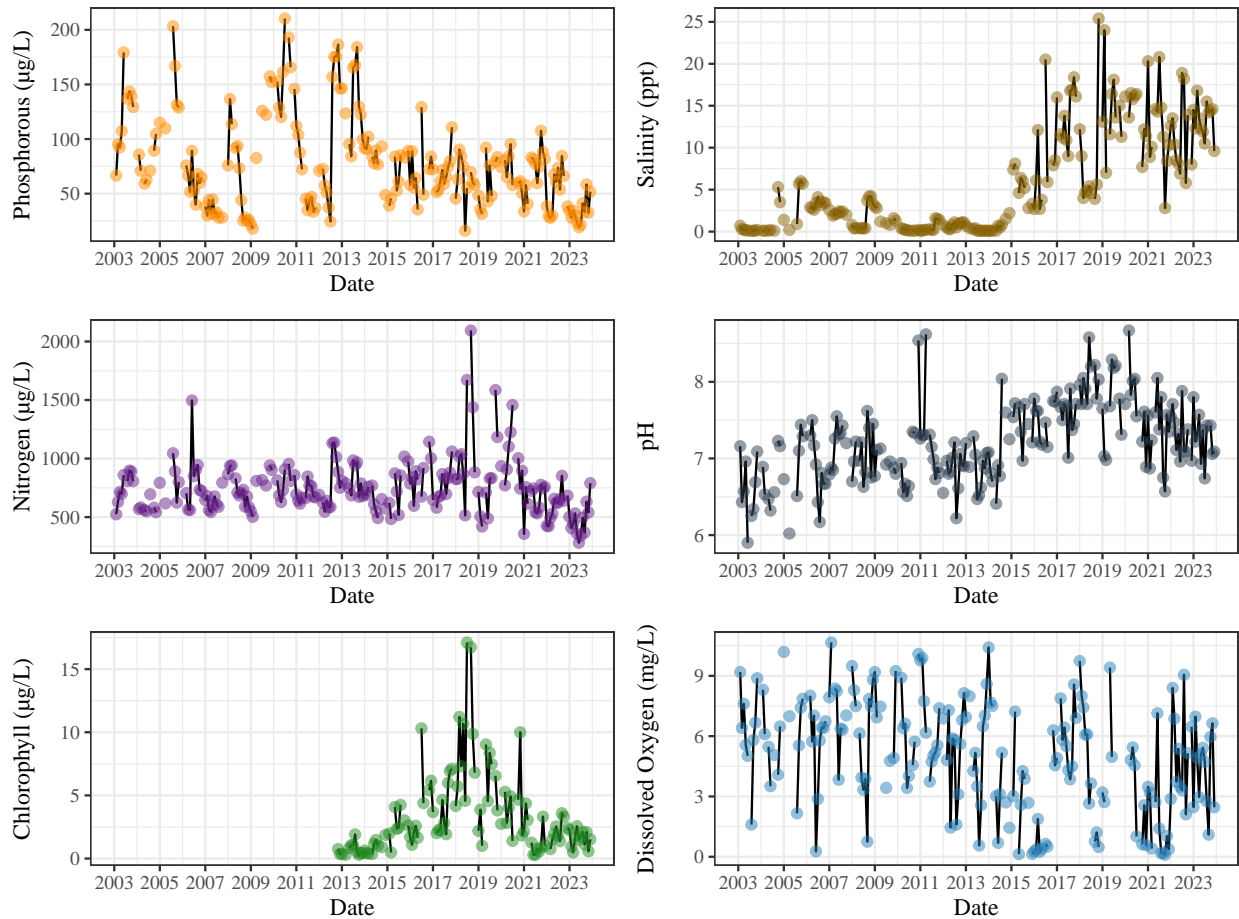 Phosphorous (µg/L)
200
150
100
50
2003 2005 2007 2009 2011 2013 2015 2017 2019 2021 2023
Date
Salinity (ppt)
25
20
15
10
5
0
2003 2005 2007 2009 2011 2013 2015 2017 2019 2021 2023
Date
Nitrogen (µg/L)
2000
1500
1000
500
2003 2005 2007 2009 2011 2013 2015 2017 2019 2021 2023
Date
pH
8
7
6
2003 2005 2007 2009 2011 2013 2015 2017 2019 2021 2023
Date
Chlorophyll (µg/L)
15
10
5
0
2003 2005 2007 2009 2011 2013 2015 2017 2019 2021 2023
Date
Dissolved Oxygen (mg/L)
9
6
3
0
2003 2005 2007 2009 2011 2013 2015 2017 2019 2021 2023
Date